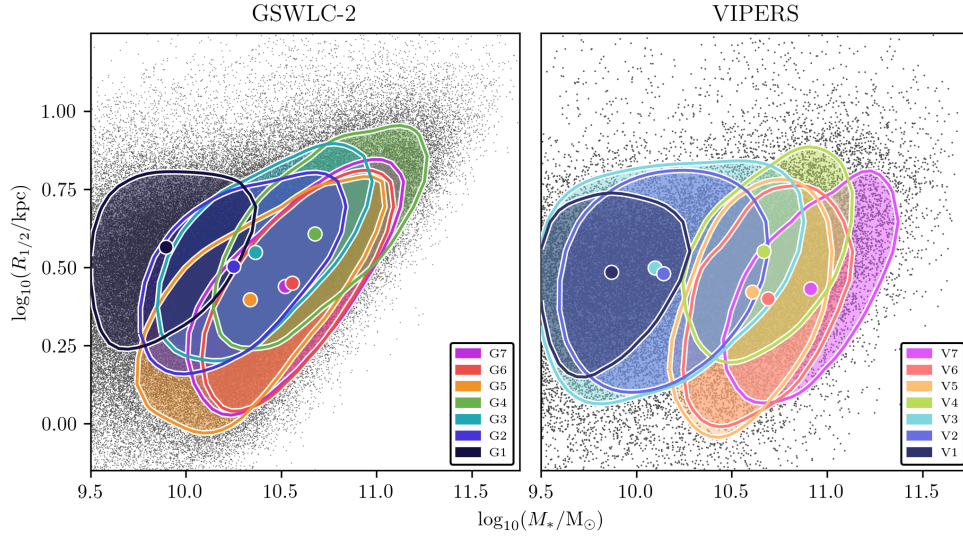 GSWLC-2
VIPERS
log₁₀(R₁/₂/kpc)
1.00
0.75
0.50
0.25
0.00
9.5
10.0
10.5
11.0
11.5
G7
G6
G5
G4
G3
G2
G1
9.5
10.0
10.5
11.0
11.5
V7
V6
V5
V4
V3
V2
V1
log₁₀(M*/M⊙)